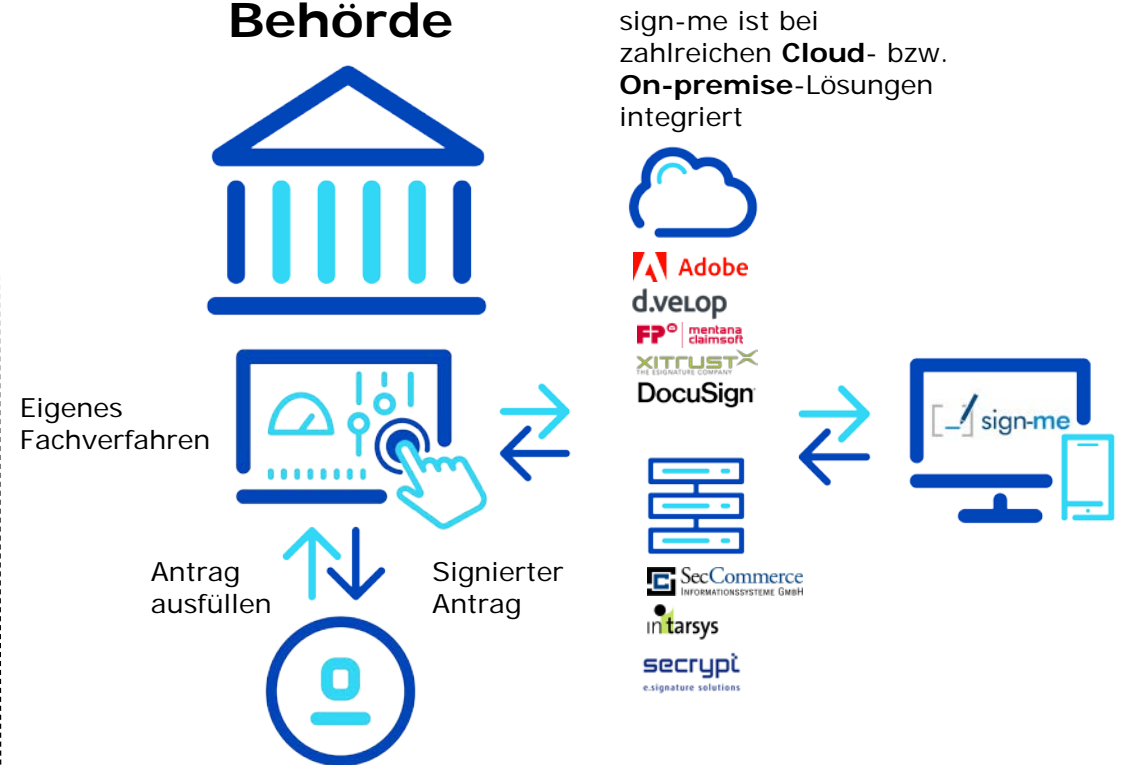 Behörde
sign-me ist bei
zahlreichen Cloud- bzw.
On-premise-Lösungen
integriert
Adobe
d.velop
FP mentana
claimsoft
XITRUST
THE ESIGNATURE COMPANY
DocuSign
Eigenes
Fachverfahren
sign-me
Antrag
ausfüllen
Signierter
Antrag
SecCommerce
INFORMATIONSSYSTEME GMBH
intarsys
secrypt
e.signature solutions